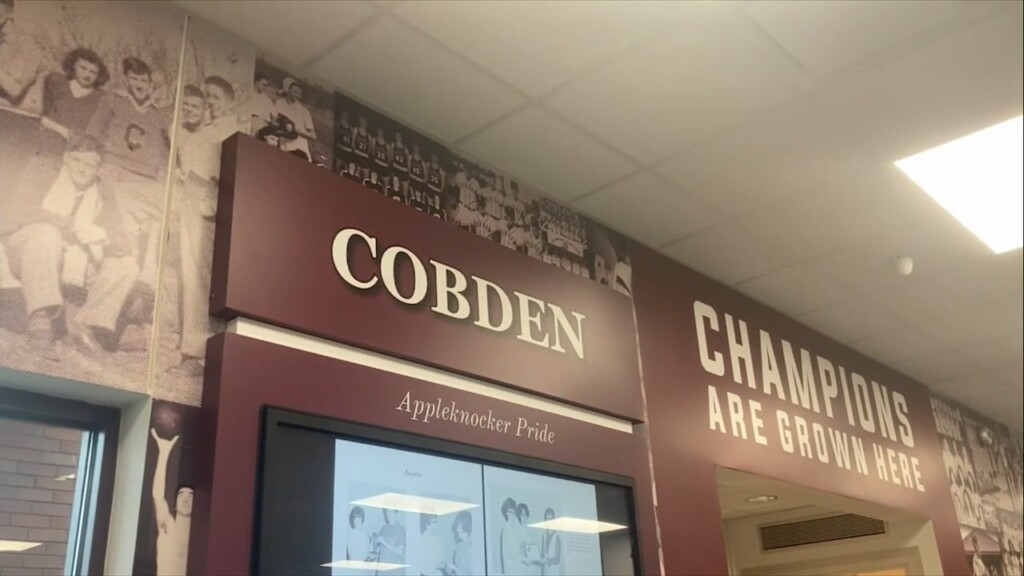 COBDEN
Appleknocker Pride
CHAMPIONS
ARE GROWN HERE
C